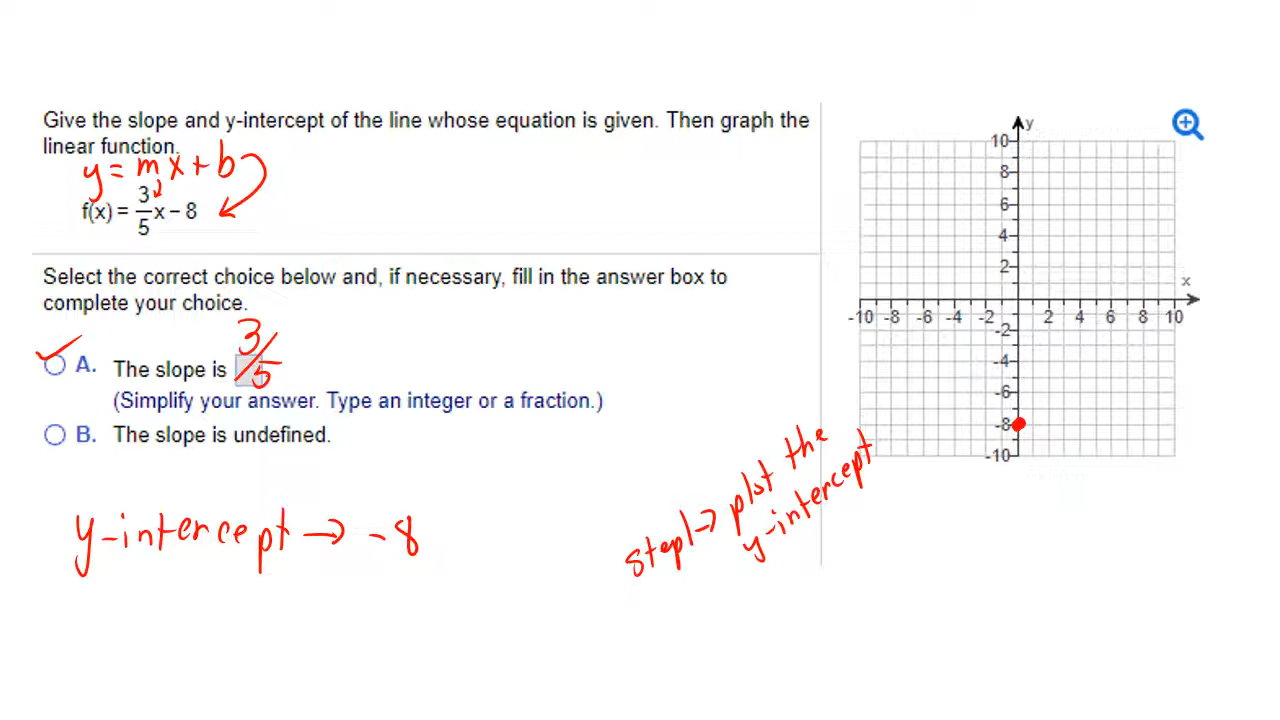 Give the slope and y-intercept of the line whose equation is given. Then graph the
linear function.
y = mx + b
f(x) = 3/5 x − 8
Select the correct choice below and, if necessary, fill in the answer box to
complete your choice.
A. The slope is 3/5
(Simplify your answer. Type an integer or a fraction.)
B. The slope is undefined.
y-intercept → -8
step1→ plot the
y-intercept
y
10
8
6
4
2
x
-10 -8 -6 -4 -2 2 4 6 8 10
-2
-4
-6
-8
-10